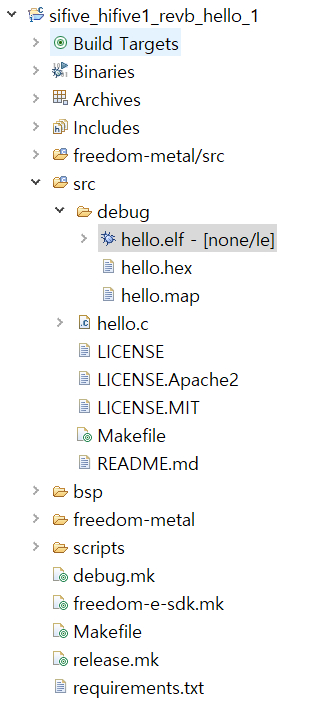 sifive_hifive1_revb_hello_1
Build Targets
Binaries
Archives
Includes
freedom-metal/src
src
debug
hello.elf - [none/le]
hello.hex
hello.map
hello.c
LICENSE
LICENSE.Apache2
LICENSE.MIT
Makefile
README.md
bsp
freedom-metal
scripts
debug.mk
freedom-e-sdk.mk
Makefile
release.mk
requirements.txt